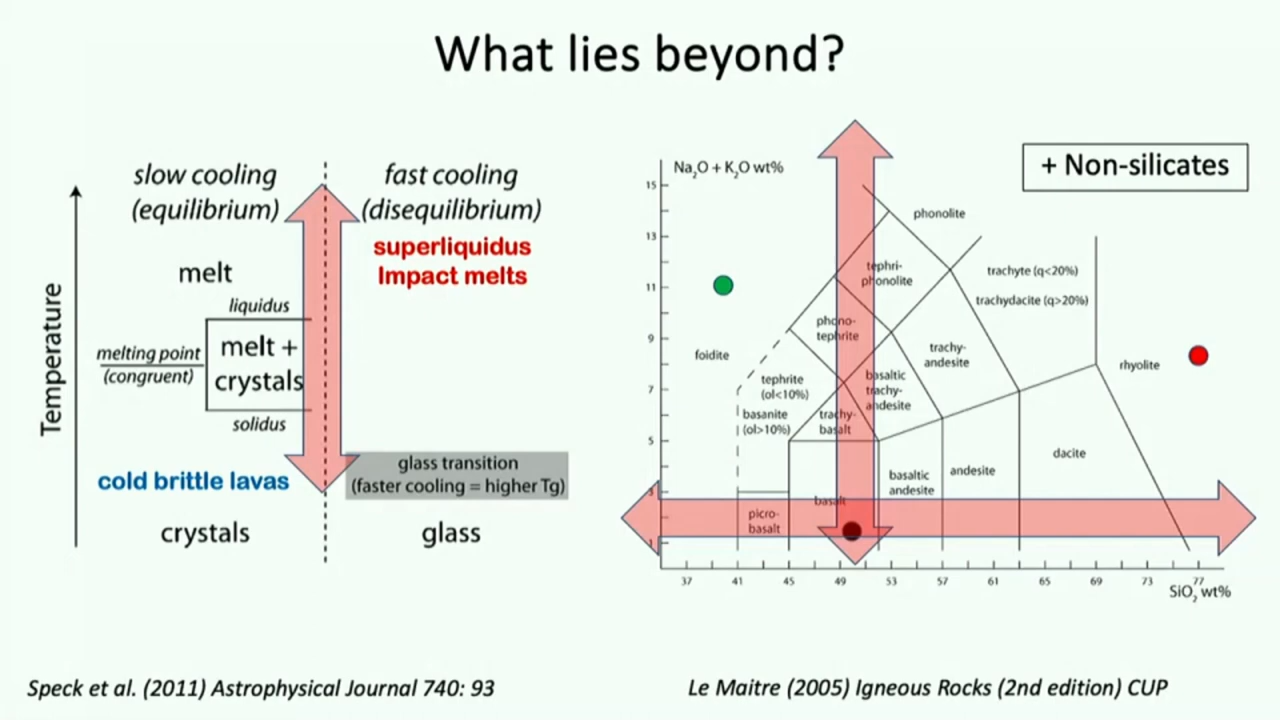 What lies beyond?
slow cooling
(equilibrium)
fast cooling
(disequilibrium)
superliquidus
Impact melts
melt
liquidus
melting point
(congruent)
melt +
crystals
solidus
Temperature
cold brittle lavas
glass transition
(faster cooling = higher Tg)
crystals
glass
Speck et al. (2011) Astrophysical Journal 740: 93
+ Non-silicates
Na2O + K2O wt%
15
13
11
9
7
5
3
1
phonolite
tephri-
phonolite
trachyte (q<20%)
trachydacite (q>20%)
phono-
tephrite
foidite
trachy-
andesite
rhyolite
tephrite
(ol<10%)
basaltic
trachy-
andesite
basanite
(ol>10%)
trachy-
basalt
dacite
basaltic
andesite
andesite
basalt
picro-
basalt
37 41 45 49 53 57 61 65 69 73 77
SiO2 wt%
Le Maitre (2005) Igneous Rocks (2nd edition) CUP